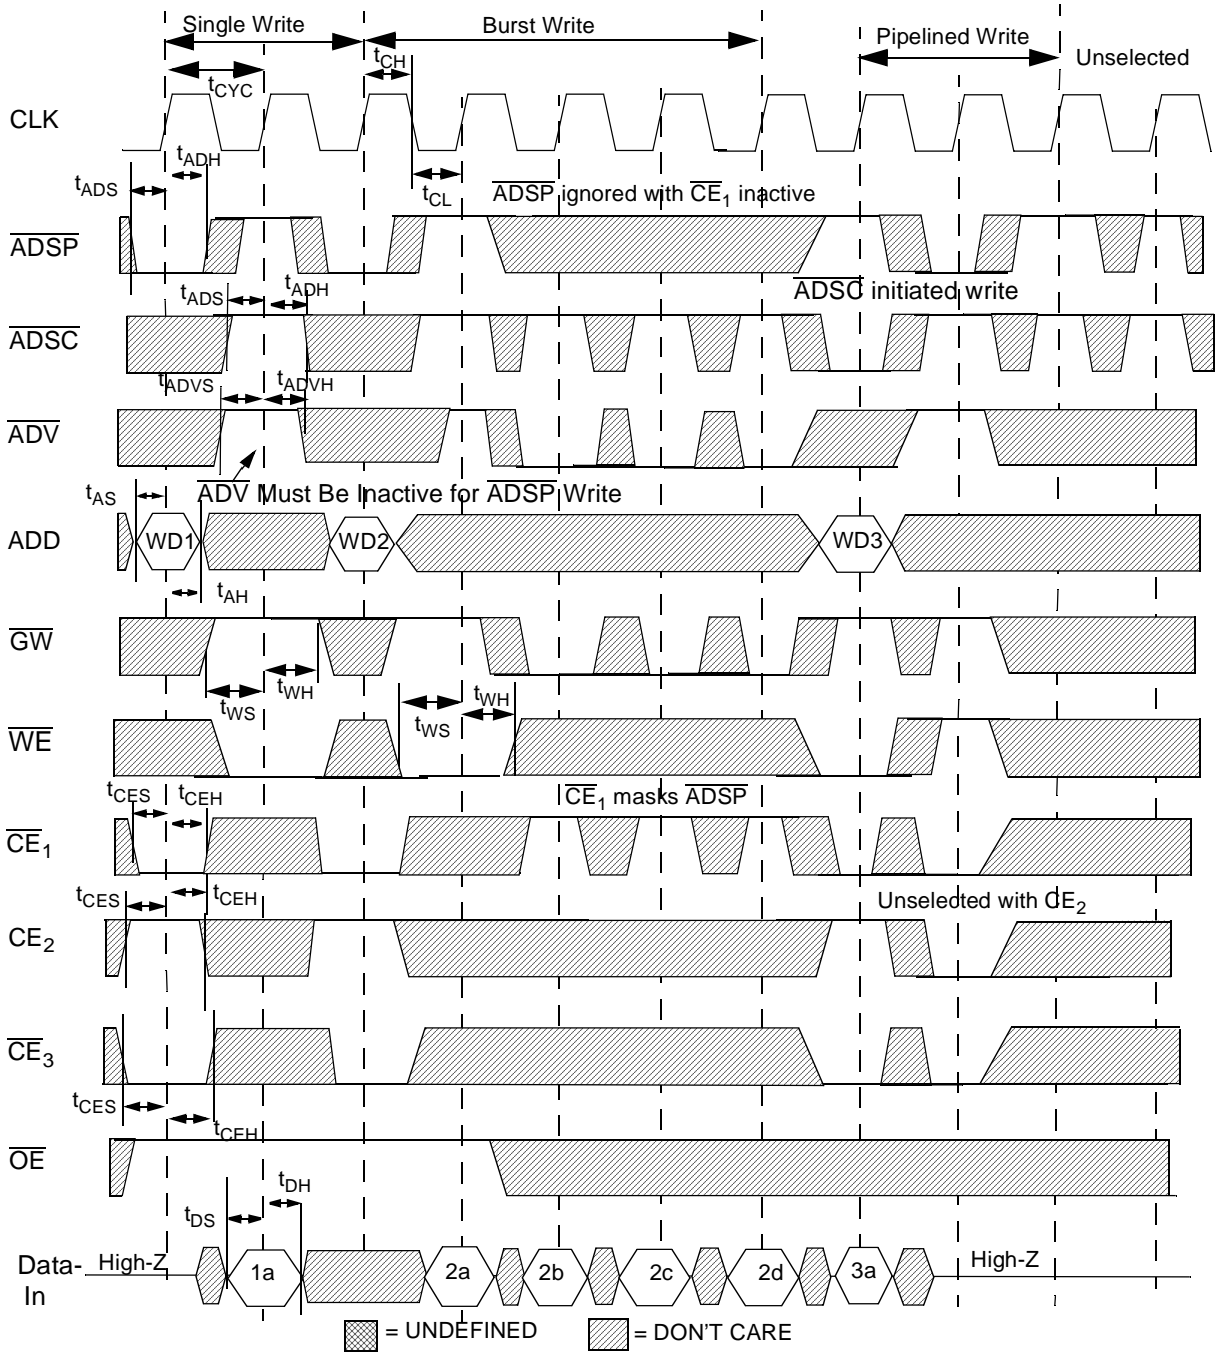 Single Write
Burst Write
Pipelined Write
Unselected
tCH
tCYC
CLK
tADH
tADS
tCL
ADSP ignored with CE1 inactive
ADSP
tADS
tADH
ADSC initiated write
ADSC
tADVS
tADVH
ADV
tAS
ADV Must Be Inactive for ADSP Write
ADD
WD1
WD2
WD3
tAH
GW
tWS
tWH
tWS
tWH
WE
tCES
tCEH
CE1 masks ADSP
CE1
tCES
tCEH
Unselected with CE2
CE2
CE3
tCES
tCEH
OE
tDH
tDS
Data-In
High-Z
1a
2a
2b
2c
2d
3a
High-Z
= UNDEFINED
= DON'T CARE